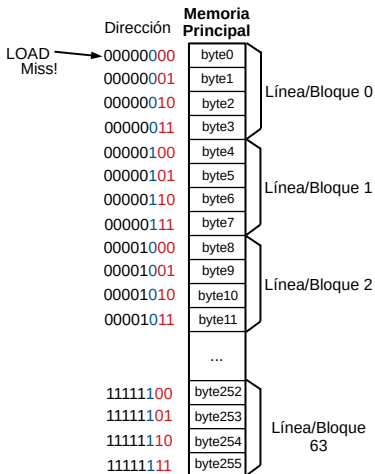 Dirección
Memoria Principal
LOAD
Miss!
00000000 byte0
00000001 byte1
00000010 byte2
00000011 byte3
Línea/Bloque 0
00000100 byte4
00000101 byte5
00000110 byte6
00000111 byte7
Línea/Bloque 1
00001000 byte8
00001001 byte9
00001010 byte10
00001011 byte11
Línea/Bloque 2
...
11111100 byte252
11111101 byte253
11111110 byte254
11111111 byte255
Línea/Bloque
63